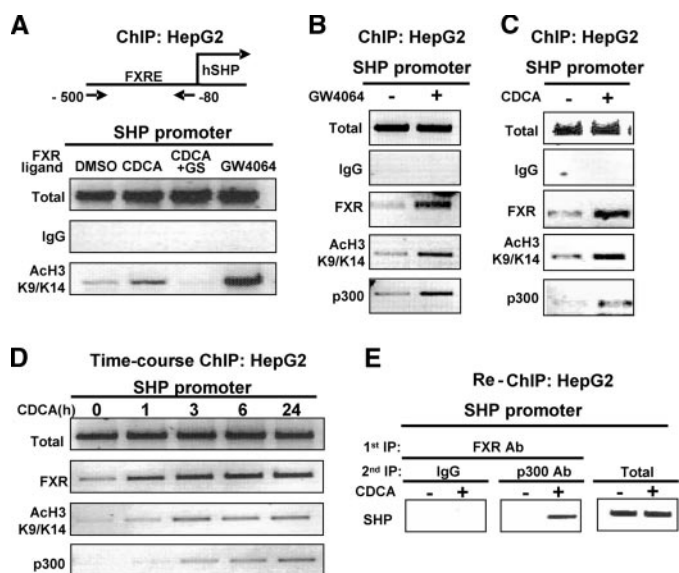 A
ChIP: HepG2
hSHP
FXRE
- 500
-80
SHP promoter
FXR ligand
DMSO CDCA CDCA +GS GW4064
Total
IgG
AcH3 K9/K14
B
ChIP: HepG2
SHP promoter
GW4064 - +
Total
IgG
FXR
AcH3 K9/K14
p300
C
ChIP: HepG2
SHP promoter
CDCA - +
Total
IgG
FXR
AcH3 K9/K14
p300
D
Time-course ChIP: HepG2
SHP promoter
CDCA(h) 0 1 3 6 24
Total
FXR
AcH3 K9/K14
p300
E
Re-ChIP: HepG2
SHP promoter
1st IP: FXR Ab
2nd IP: IgG p300 Ab Total
CDCA - + - + - +
SHP